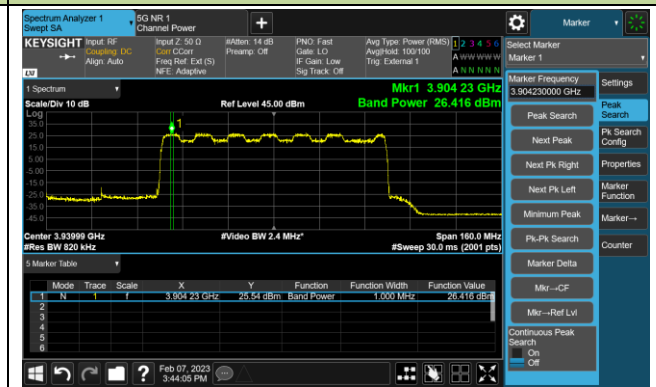 Spectrum Analyzer 1
Swept SA
5G NR 1
Channel Power
Marker
KEYSIGHT
Input: RF
Coupling: DC
Align: Auto
Input Z: 50 Ω
Corr CCorr
Freq Ref: Ext (S)
NFE: Adaptive
#Atten: 14 dB
Preamp: Off
PNO: Fast
Gate: LO
IF Gain: Low
Sig Track: Off
Avg Type: Power (RMS)
Avg|Hold: 100/100
Trig: External 1
1 2 3 4 5 6
A W W W W W
A N N N N N
LXI
Select Marker
Marker 1
1 Spectrum
Scale/Div 10 dB
Ref Level 45.00 dBm
Mkr1 3.904 23 GHz
Band Power 26.416 dBm
Log
35.0
25.0
15.0
5.00
-5.00
-15.0
-25.0
-35.0
-45.0
1
Center 3.93999 GHz
#Res BW 820 kHz
#Video BW 2.4 MHz*
Span 160.0 MHz
#Sweep 30.0 ms (2001 pts)
5 Marker Table
Mode Trace Scale X Y Function Function Width Function Value
1 N 1 f 3.904 23 GHz 25.54 dBm Band Power 1.000 MHz 26.416 dBm
2
3
4
5
6
Feb 07, 2023
3:44:05 PM
Marker Frequency
3.904230000 GHz
Peak Search
Next Peak
Next Pk Right
Next Pk Left
Minimum Peak
Pk-Pk Search
Marker Delta
Mkr→CF
Mkr→Ref Lvl
Continuous Peak
Search
On
Off
Settings
Peak
Search
Pk Search
Config
Properties
Marker
Function
Marker→
Counter